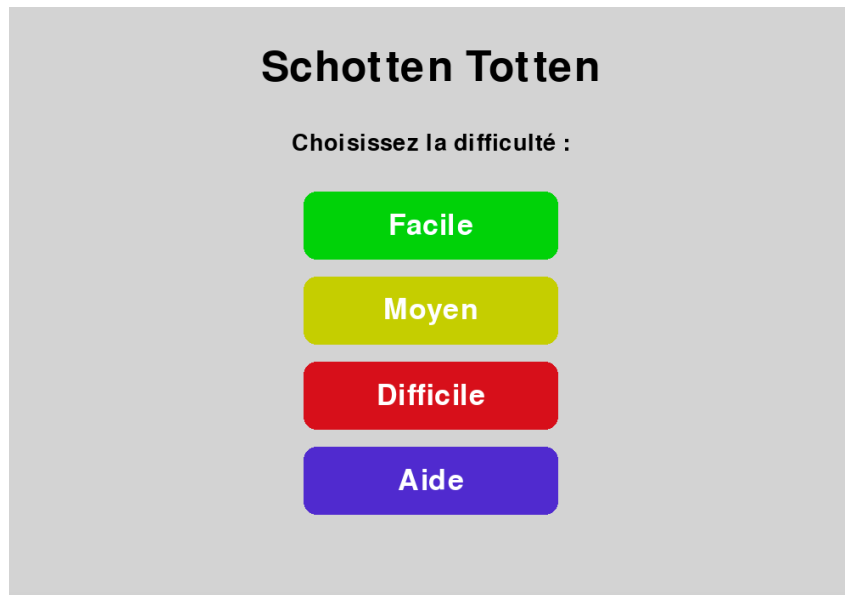 Schotten Totten
Choisissez la difficulté :
Facile
Moyen
Difficile
Aide